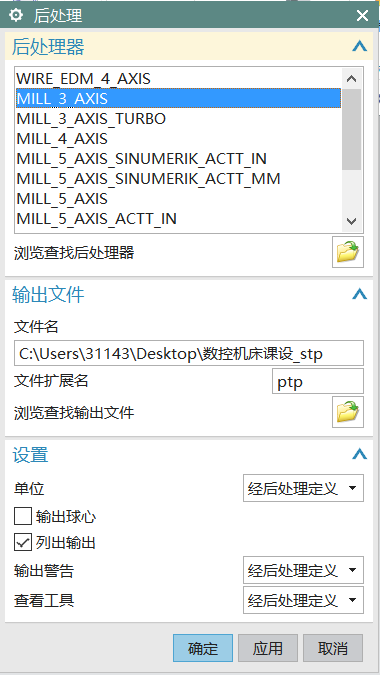 后处理
后处理器
WIRE_EDM_4_AXIS
MILL_3_AXIS
MILL_3_AXIS_TURBO
MILL_4_AXIS
MILL_5_AXIS_SINUMERIK_ACTT_IN
MILL_5_AXIS_SINUMERIK_ACTT_MM
MILL_5_AXIS
MILL_5_AXIS_ACTT_IN
浏览查找后处理器
输出文件
文件名
C:\Users\31143\Desktop\数控机床课设_stp
文件扩展名 ptp
浏览查找输出文件
设置
单位 经后处理定义
输出球心
列出输出
输出警告 经后处理定义
查看工具 经后处理定义
确定 应用 取消